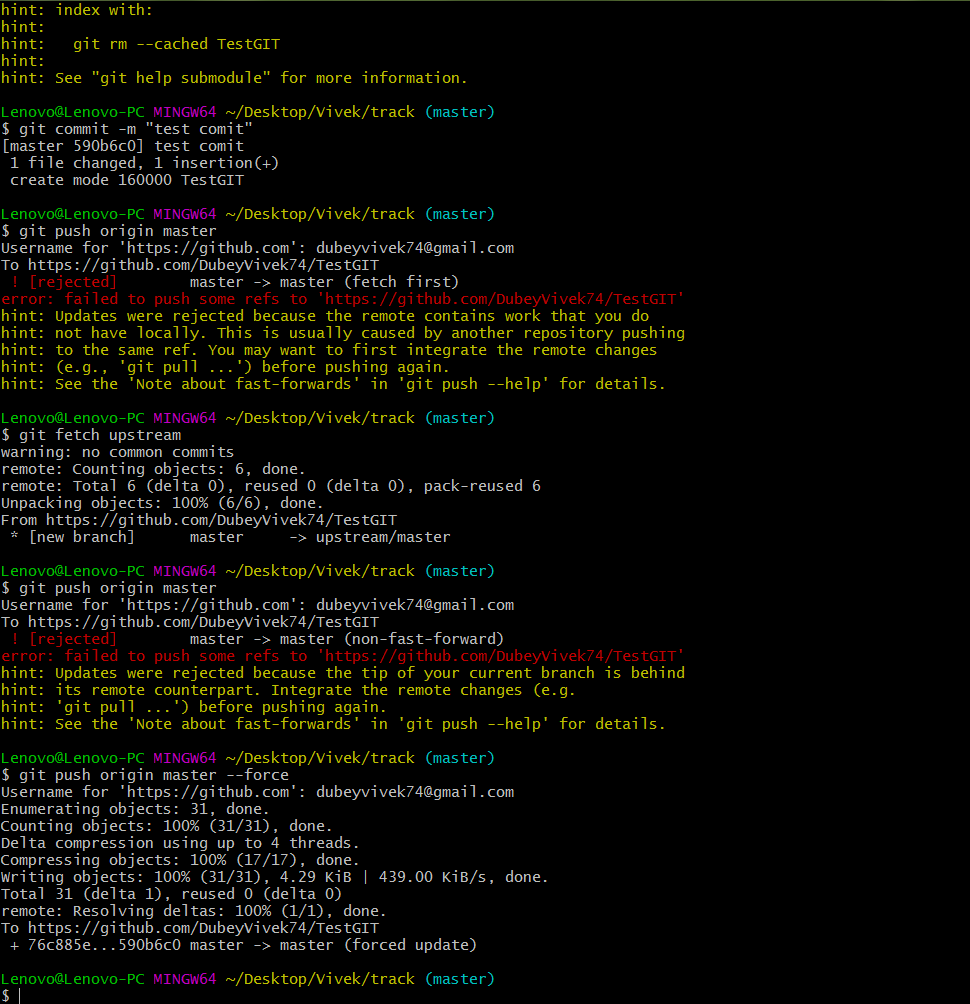 hint: index with:
hint:
hint:   git rm --cached TestGIT
hint:
hint: See "git help submodule" for more information.
Lenovo@Lenovo-PC MINGW64 ~/Desktop/Vivek/track (master)
$ git commit -m "test comit"
[master 590b6c0] test comit
 1 file changed, 1 insertion(+)
 create mode 160000 TestGIT
Lenovo@Lenovo-PC MINGW64 ~/Desktop/Vivek/track (master)
$ git push origin master
Username for 'https://github.com': dubeyvivek74@gmail.com
To https://github.com/DubeyVivek74/TestGIT
 ! [rejected]        master -> master (fetch first)
error: failed to push some refs to 'https://github.com/DubeyVivek74/TestGIT'
hint: Updates were rejected because the remote contains work that you do
hint: not have locally. This is usually caused by another repository pushing
hint: to the same ref. You may want to first integrate the remote changes
hint: (e.g., 'git pull ...') before pushing again.
hint: See the 'Note about fast-forwards' in 'git push --help' for details.
Lenovo@Lenovo-PC MINGW64 ~/Desktop/Vivek/track (master)
$ git fetch upstream
warning: no common commits
remote: Counting objects: 6, done.
remote: Total 6 (delta 0), reused 0 (delta 0), pack-reused 6
Unpacking objects: 100% (6/6), done.
From https://github.com/DubeyVivek74/TestGIT
 * [new branch]      master     -> upstream/master
Lenovo@Lenovo-PC MINGW64 ~/Desktop/Vivek/track (master)
$ git push origin master
Username for 'https://github.com': dubeyvivek74@gmail.com
To https://github.com/DubeyVivek74/TestGIT
 ! [rejected]        master -> master (non-fast-forward)
error: failed to push some refs to 'https://github.com/DubeyVivek74/TestGIT'
hint: Updates were rejected because the tip of your current branch is behind
hint: its remote counterpart. Integrate the remote changes (e.g.
hint: 'git pull ...') before pushing again.
hint: See the 'Note about fast-forwards' in 'git push --help' for details.
Lenovo@Lenovo-PC MINGW64 ~/Desktop/Vivek/track (master)
$ git push origin master --force
Username for 'https://github.com': dubeyvivek74@gmail.com
Enumerating objects: 31, done.
Counting objects: 100% (31/31), done.
Delta compression using up to 4 threads.
Compressing objects: 100% (17/17), done.
Writing objects: 100% (31/31), 4.29 KiB | 439.00 KiB/s, done.
Total 31 (delta 1), reused 0 (delta 0)
remote: Resolving deltas: 100% (1/1), done.
To https://github.com/DubeyVivek74/TestGIT
 + 76c885e...590b6c0 master -> master (forced update)
Lenovo@Lenovo-PC MINGW64 ~/Desktop/Vivek/track (master)
$